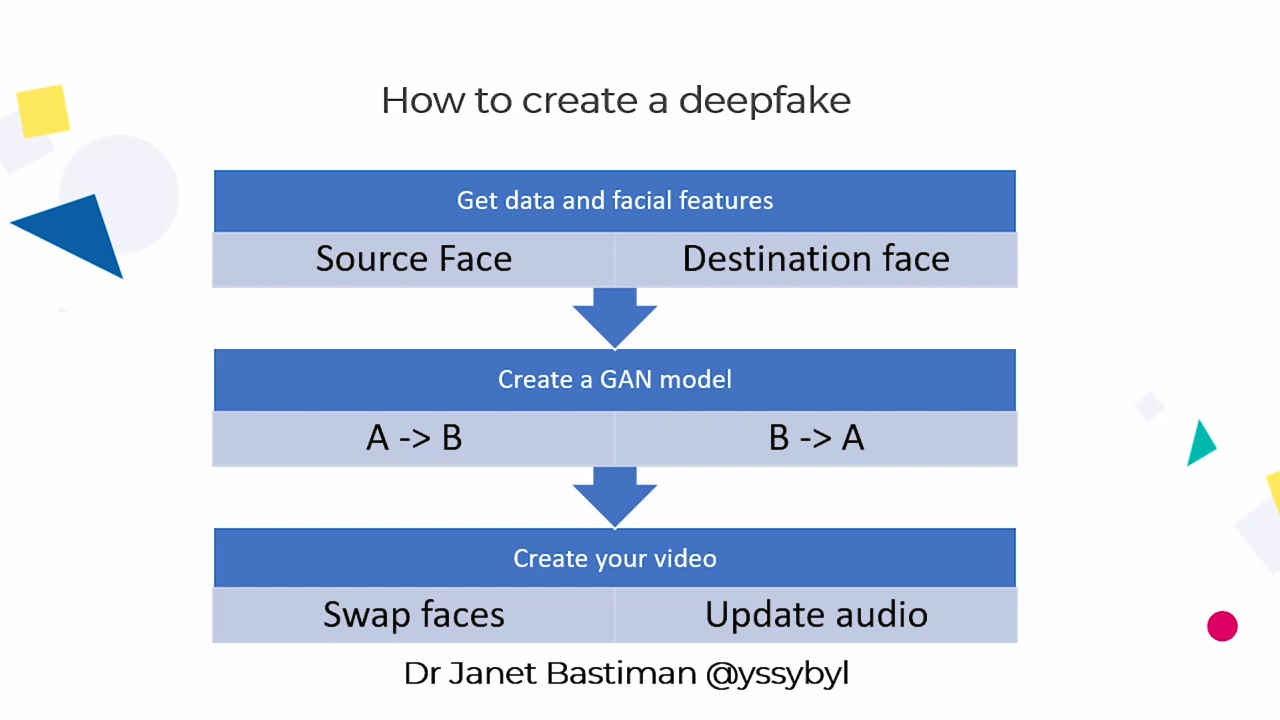 How to create a deepfake
Get data and facial features
Source Face
Destination face
Create a GAN model
A -> B
B -> A
Create your video
Swap faces
Update audio
Dr Janet Bastiman @yssybyl